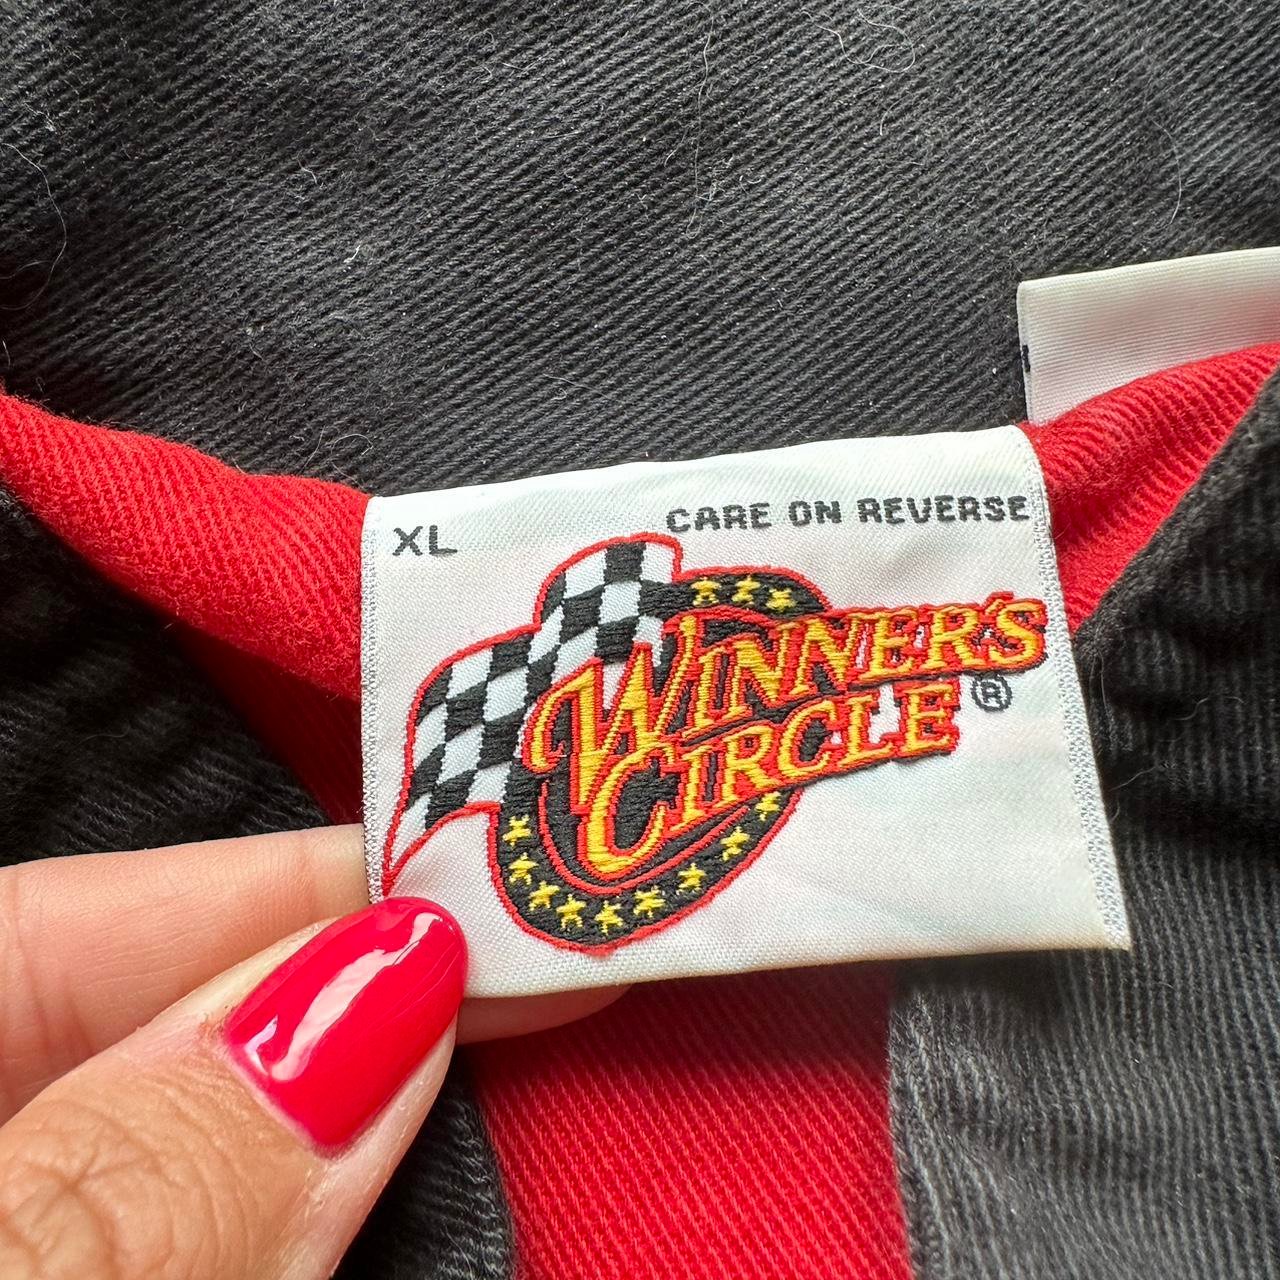 XL
CARE ON REVERSE
WINNER'S
CIRCLE®